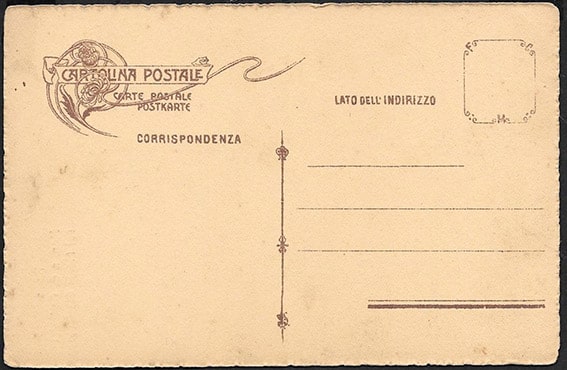 CARTOLINA POSTALE
CARTE POSTALE
POSTKARTE
CORRISPONDENZA
LATO DELL'INDIRIZZO
F G
M